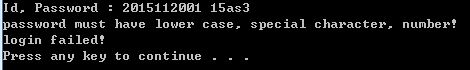 Id, Password : 2015112001 15as3
password must have lower case, special character, number!
login failed!
Press any key to continue . . .